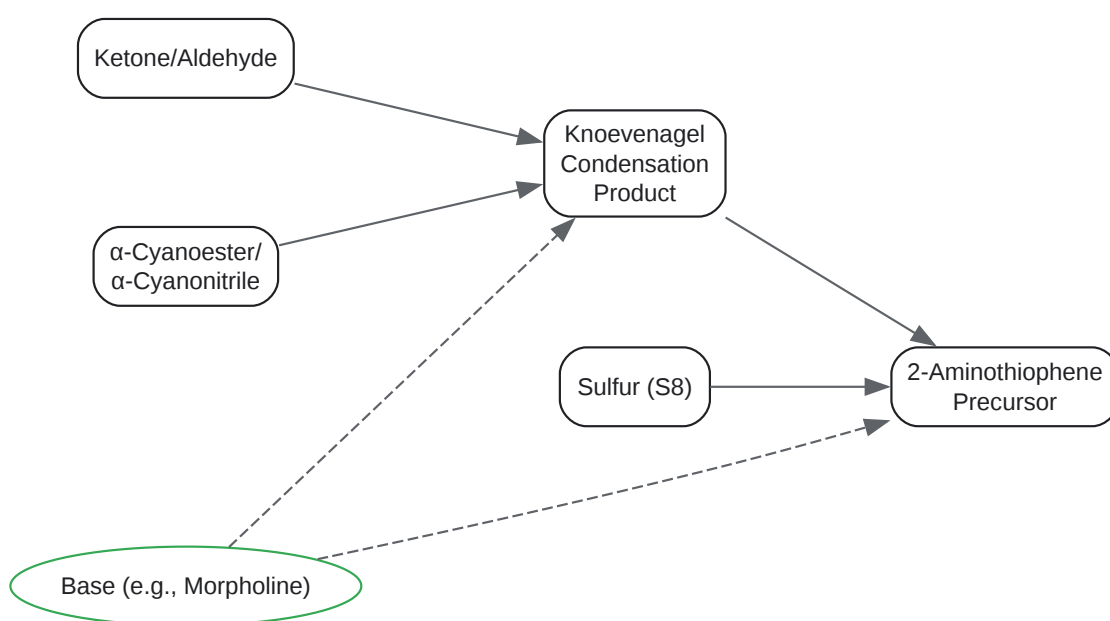 Ketone/Aldehyde
Knoevenagel
Condensation
Product
α-Cyanoester/
α-Cyanonitrile
Sulfur (S8)
2-Aminothiophene
Precursor
Base (e.g., Morpholine)